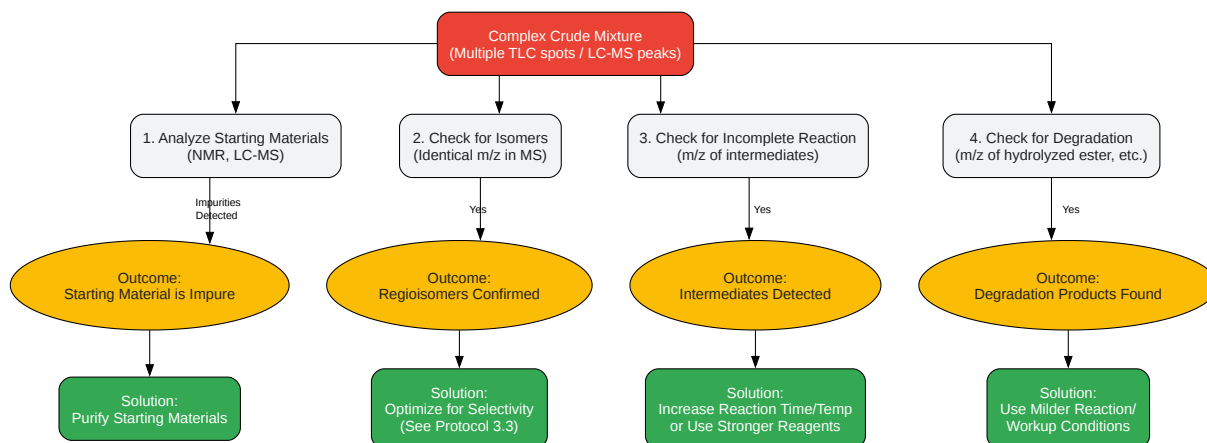 Complex Crude Mixture
(Multiple TLC spots / LC-MS peaks)
1. Analyze Starting Materials
(NMR, LC-MS)
2. Check for Isomers
(Identical m/z in MS)
3. Check for Incomplete Reaction
(m/z of intermediates)
4. Check for Degradation
(m/z of hydrolyzed ester, etc.)
Impurities
Detected
Yes
Yes
Yes
Outcome:
Starting Material is Impure
Outcome:
Regioisomers Confirmed
Outcome:
Intermediates Detected
Outcome:
Degradation Products Found
Solution:
Purify Starting Materials
Solution:
Optimize for Selectivity
(See Protocol 3.3)
Solution:
Increase Reaction Time/Temp
or Use Stronger Reagents
Solution:
Use Milder Reaction/
Workup Conditions